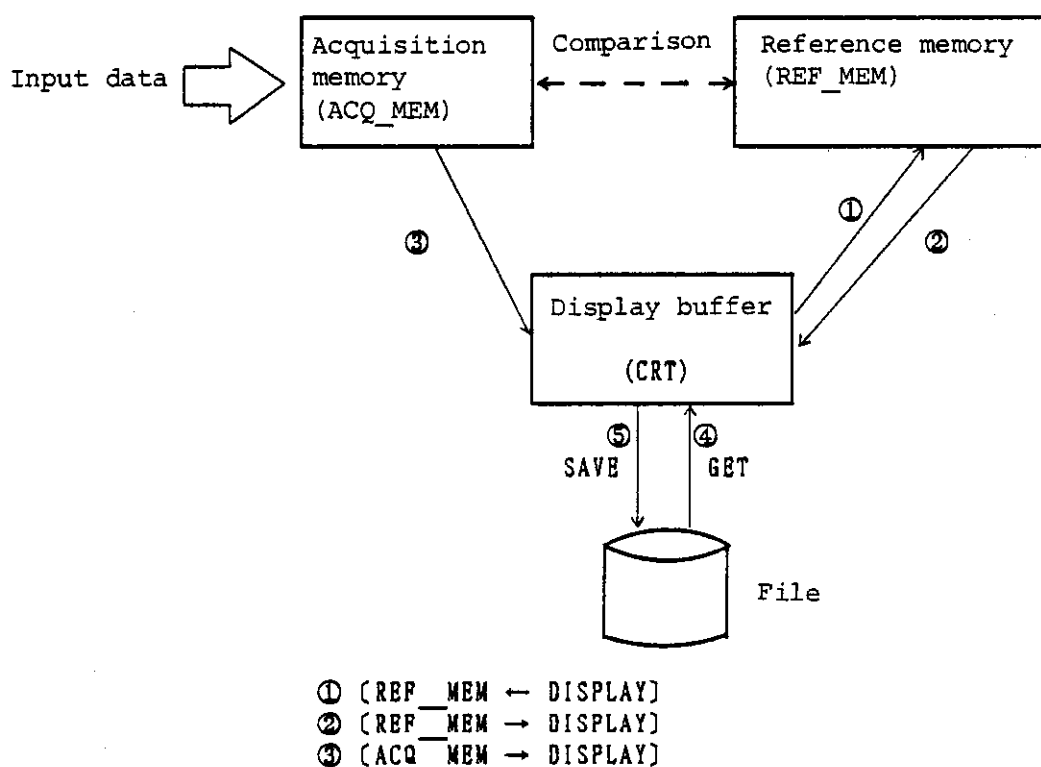 Input data
Acquisition
memory
(ACQ_MEM)
Comparison
Reference memory
(REF_MEM)
①
②
③
Display buffer
(CRT)
⑤
④
SAVE
GET
File
① [REF_MEM ← DISPLAY]
② [REF_MEM → DISPLAY]
③ [ACQ_MEM → DISPLAY]